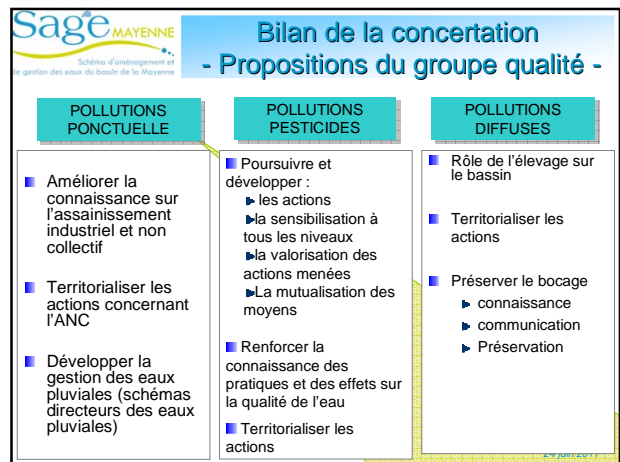 Sage MAYENNE
Schéma d'aménagement et
de gestion des eaux du bassin de la Mayenne
Bilan de la concertation
- Propositions du groupe qualité -
POLLUTIONS
PONCTUELLE
Améliorer la
connaissance sur
l'assainissement
industriel et non
collectif
Territorialiser les
actions concernant
l'ANC
Développer la
gestion des eaux
pluviales (schémas
directeurs des eaux
pluviales)
POLLUTIONS
PESTICIDES
Poursuivre et
développer :
les actions
la sensibilisation à
tous les niveaux
la valorisation des
actions menées
La mutualisation des
moyens
Renforcer la
connaissance des
pratiques et des effets sur
la qualité de l'eau
Territorialiser les
actions
POLLUTIONS
DIFFUSES
Rôle de l'élevage sur
le bassin
Territorialiser les
actions
Préserver le bocage
connaissance
communication
Préservation
24 juin 2011